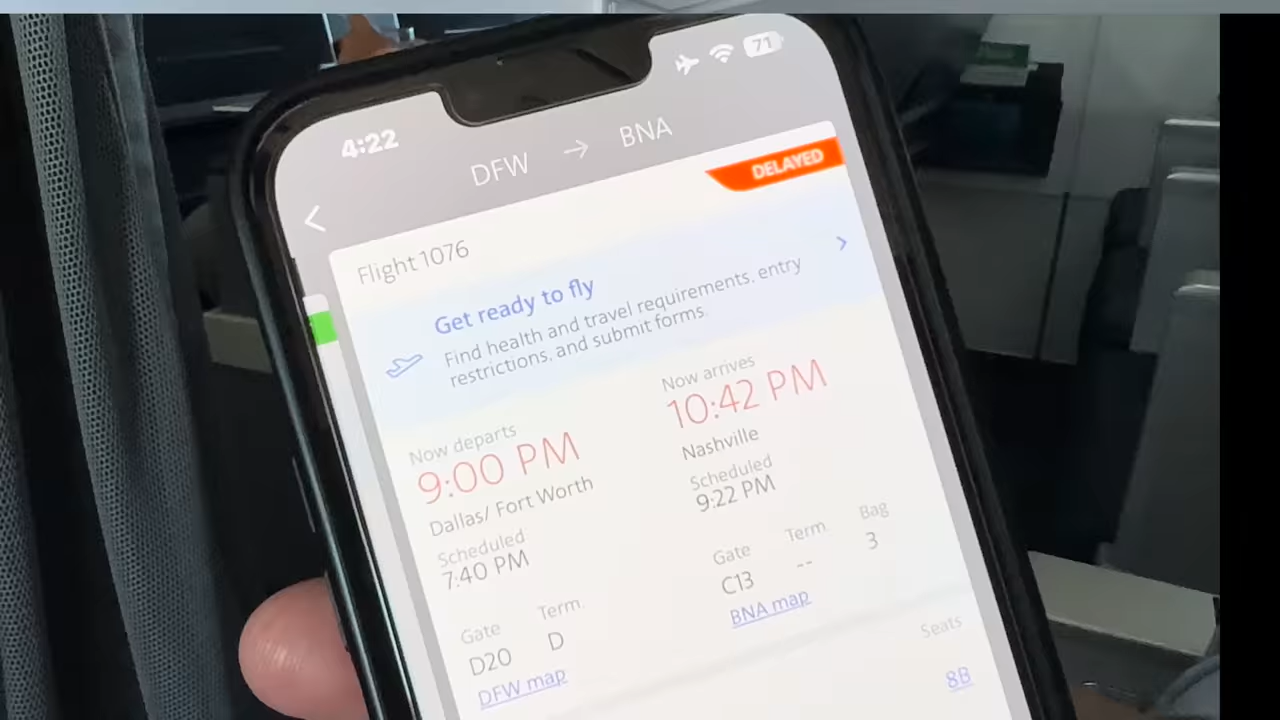 4:22
71
DFW → BNA
DELAYED
Flight 1076
Get ready to fly
Find health and travel requirements, entry
restrictions, and submit forms.
Now departs
9:00 PM
Dallas/ Fort Worth
Scheduled
7:40 PM
Now arrives
10:42 PM
Nashville
Scheduled
9:22 PM
Gate Term.
D20 D
DFW map
Gate Term. Bag
C13 -- 3
BNA map
Seats
8B